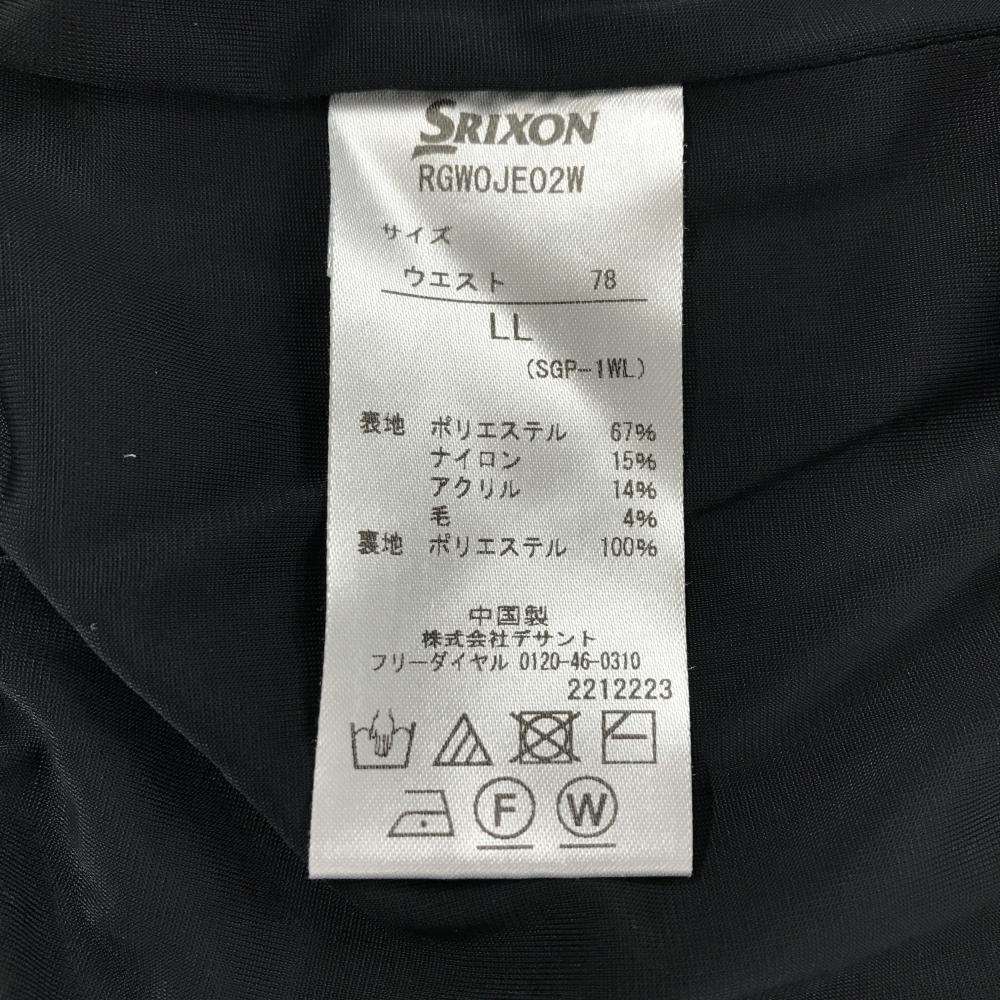 SRIXON
RGWOJE02W
サイズ
ウエスト 78
LL
(SGP-1WL)
表地 ポリエステル 67%
ナイロン 15%
アクリル 14%
毛 4%
裏地 ポリエステル 100%
中国製
株式会社デサント
フリーダイヤル 0120-46-0310
2212223
F W